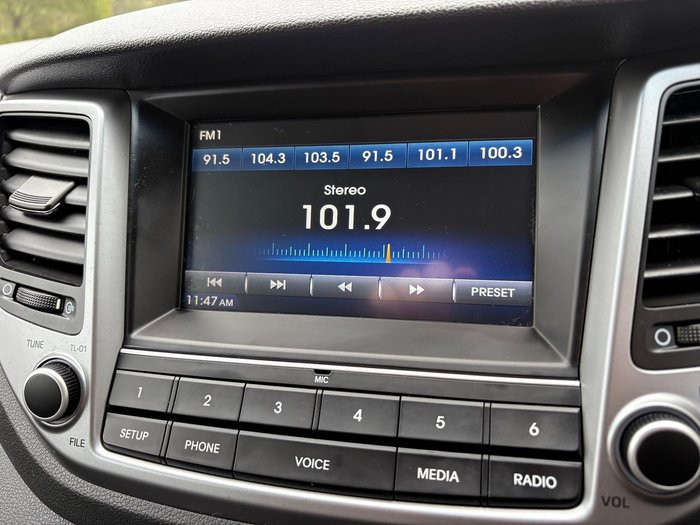 FM1
91.5 104.3 103.5 91.5 101.1 100.3
Stereo
101.9
PRESET
11:47 AM
TUNE TL-01
MIC
1 2 3 4 5 6
FILE SETUP PHONE VOICE MEDIA RADIO VOL